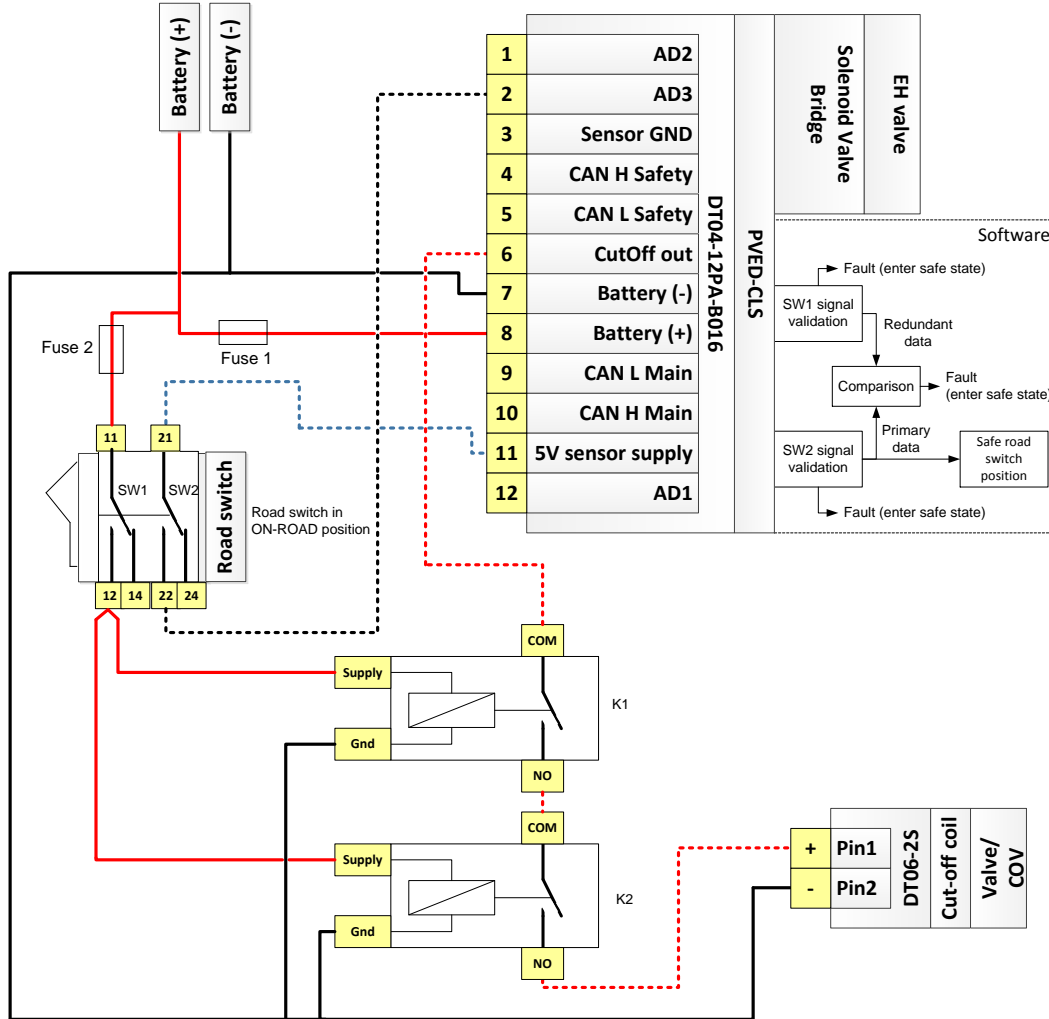 Battery (+)
Battery (-)
1 AD2
2 AD3
3 Sensor GND
4 CAN H Safety
5 CAN L Safety
6 CutOff out
7 Battery (-)
8 Battery (+)
9 CAN L Main
10 CAN H Main
11 5V sensor supply
12 AD1
DT04-12PA-B016
PVED-CLS
Solenoid Valve
Bridge
EH valve
Software
Fault (enter safe state)
SW1 signal
validation
Redundant
data
Comparison
Fault
(enter safe state)
Primary
data
SW2 signal
validation
Safe road
switch
position
Fault (enter safe state)
Fuse 2
Fuse 1
11
21
SW1
SW2
Road switch
Road switch in
ON-ROAD position
12
14
22
24
COM
Supply
K1
Gnd
NO
COM
Supply
K2
Gnd
NO
+ Pin1
- Pin2
DT06-2S
Cut-off coil
Valve/
COV